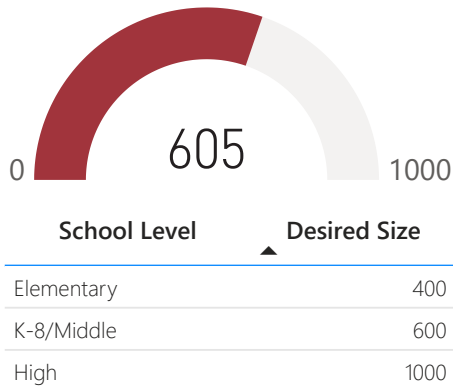 605
0 1000
School Level Desired Size
Elementary 400
K-8/Middle 600
High 1000